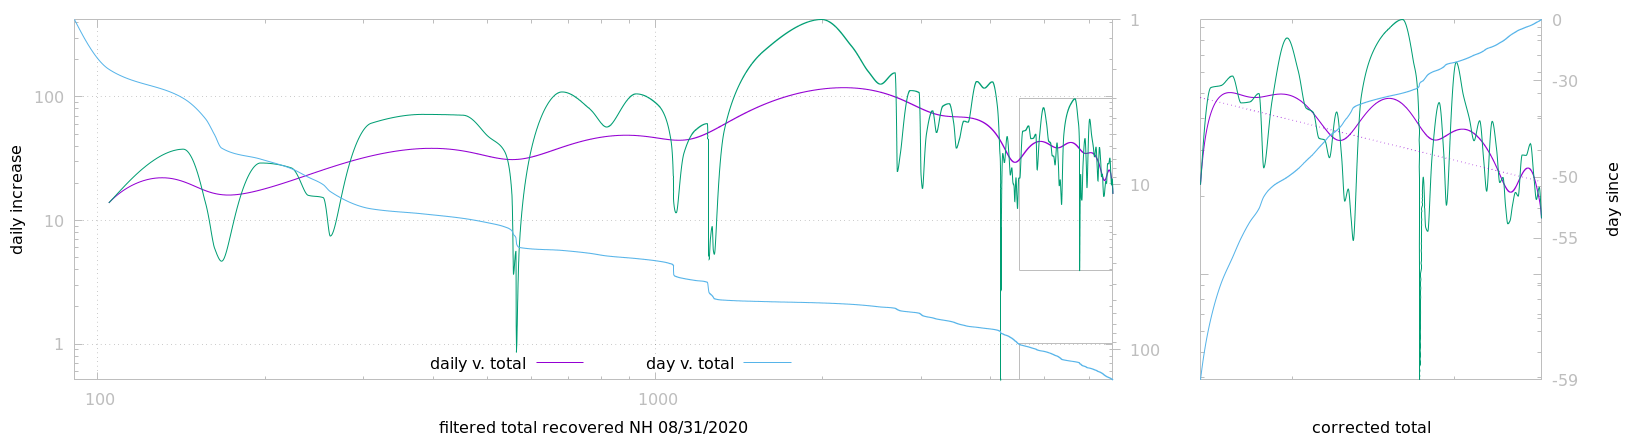 daily increase
100
10
1
100
1000
daily v. total
day v. total
1
10
100
filtered total recovered NH 08/31/2020
0
-30
-50
-55
-59
day since
corrected total